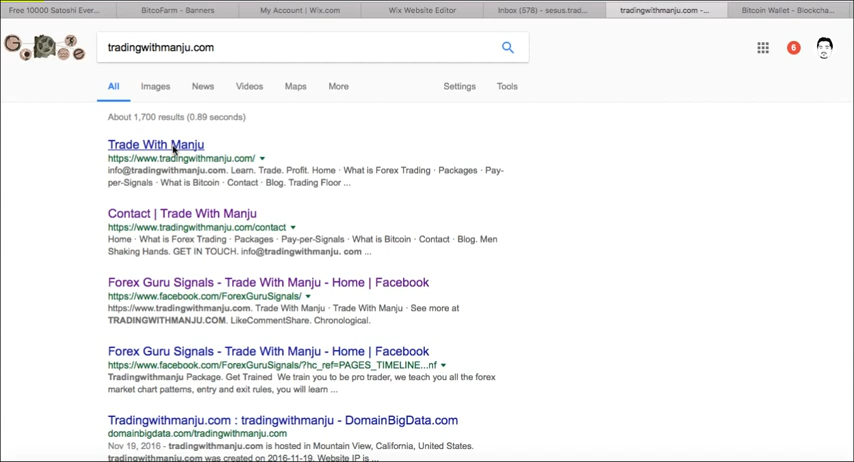 Free 10000 Satoshi Ever... BitcoFarm - Banners My Account | Wix.com Wix Website Editor Inbox (578) - sesus.trad... tradingwithmanju.com -... Bitcoin Wallet - Blockcha...
tradingwithmanju.com
6
All Images News Videos Maps More Settings Tools
About 1,700 results (0.89 seconds)
Trade With Manju
https://www.tradingwithmanju.com/
info@tradingwithmanju.com. Learn. Trade. Profit. Home · What is Forex Trading · Packages · Pay-
per-Signals · What is Bitcoin · Contact · Blog. Trading Floor ...
Contact | Trade With Manju
https://www.tradingwithmanju.com/contact
Home · What is Forex Trading · Packages · Pay-per-Signals · What is Bitcoin · Contact · Blog. Men
Shaking Hands. GET IN TOUCH. info@tradingwithmanju. com ...
Forex Guru Signals - Trade With Manju - Home | Facebook
https://www.facebook.com/ForexGuruSignals/
https://www.tradingwithmanju.com. Trade With Manju · Trade With Manju · See more at
TRADINGWITHMANJU.COM. LikeCommentShare. Chronological.
Forex Guru Signals - Trade With Manju - Home | Facebook
https://www.facebook.com/ForexGuruSignals/?hc_ref=PAGES_TIMELINE...nf
Tradingwithmanju Package. Get Trained We train you to be pro trader, we teach you all the forex
market chart patterns, entry and exit rules, you will learn ...
Tradingwithmanju.com : tradingwithmanju - DomainBigData.com
domainbigdata.com/tradingwithmanju.com
Nov 19, 2016 - tradingwithmanju.com is hosted in Mountain View, California, United States.
tradingwithmanju.com was created on 2016-11-19. Website IP is ...